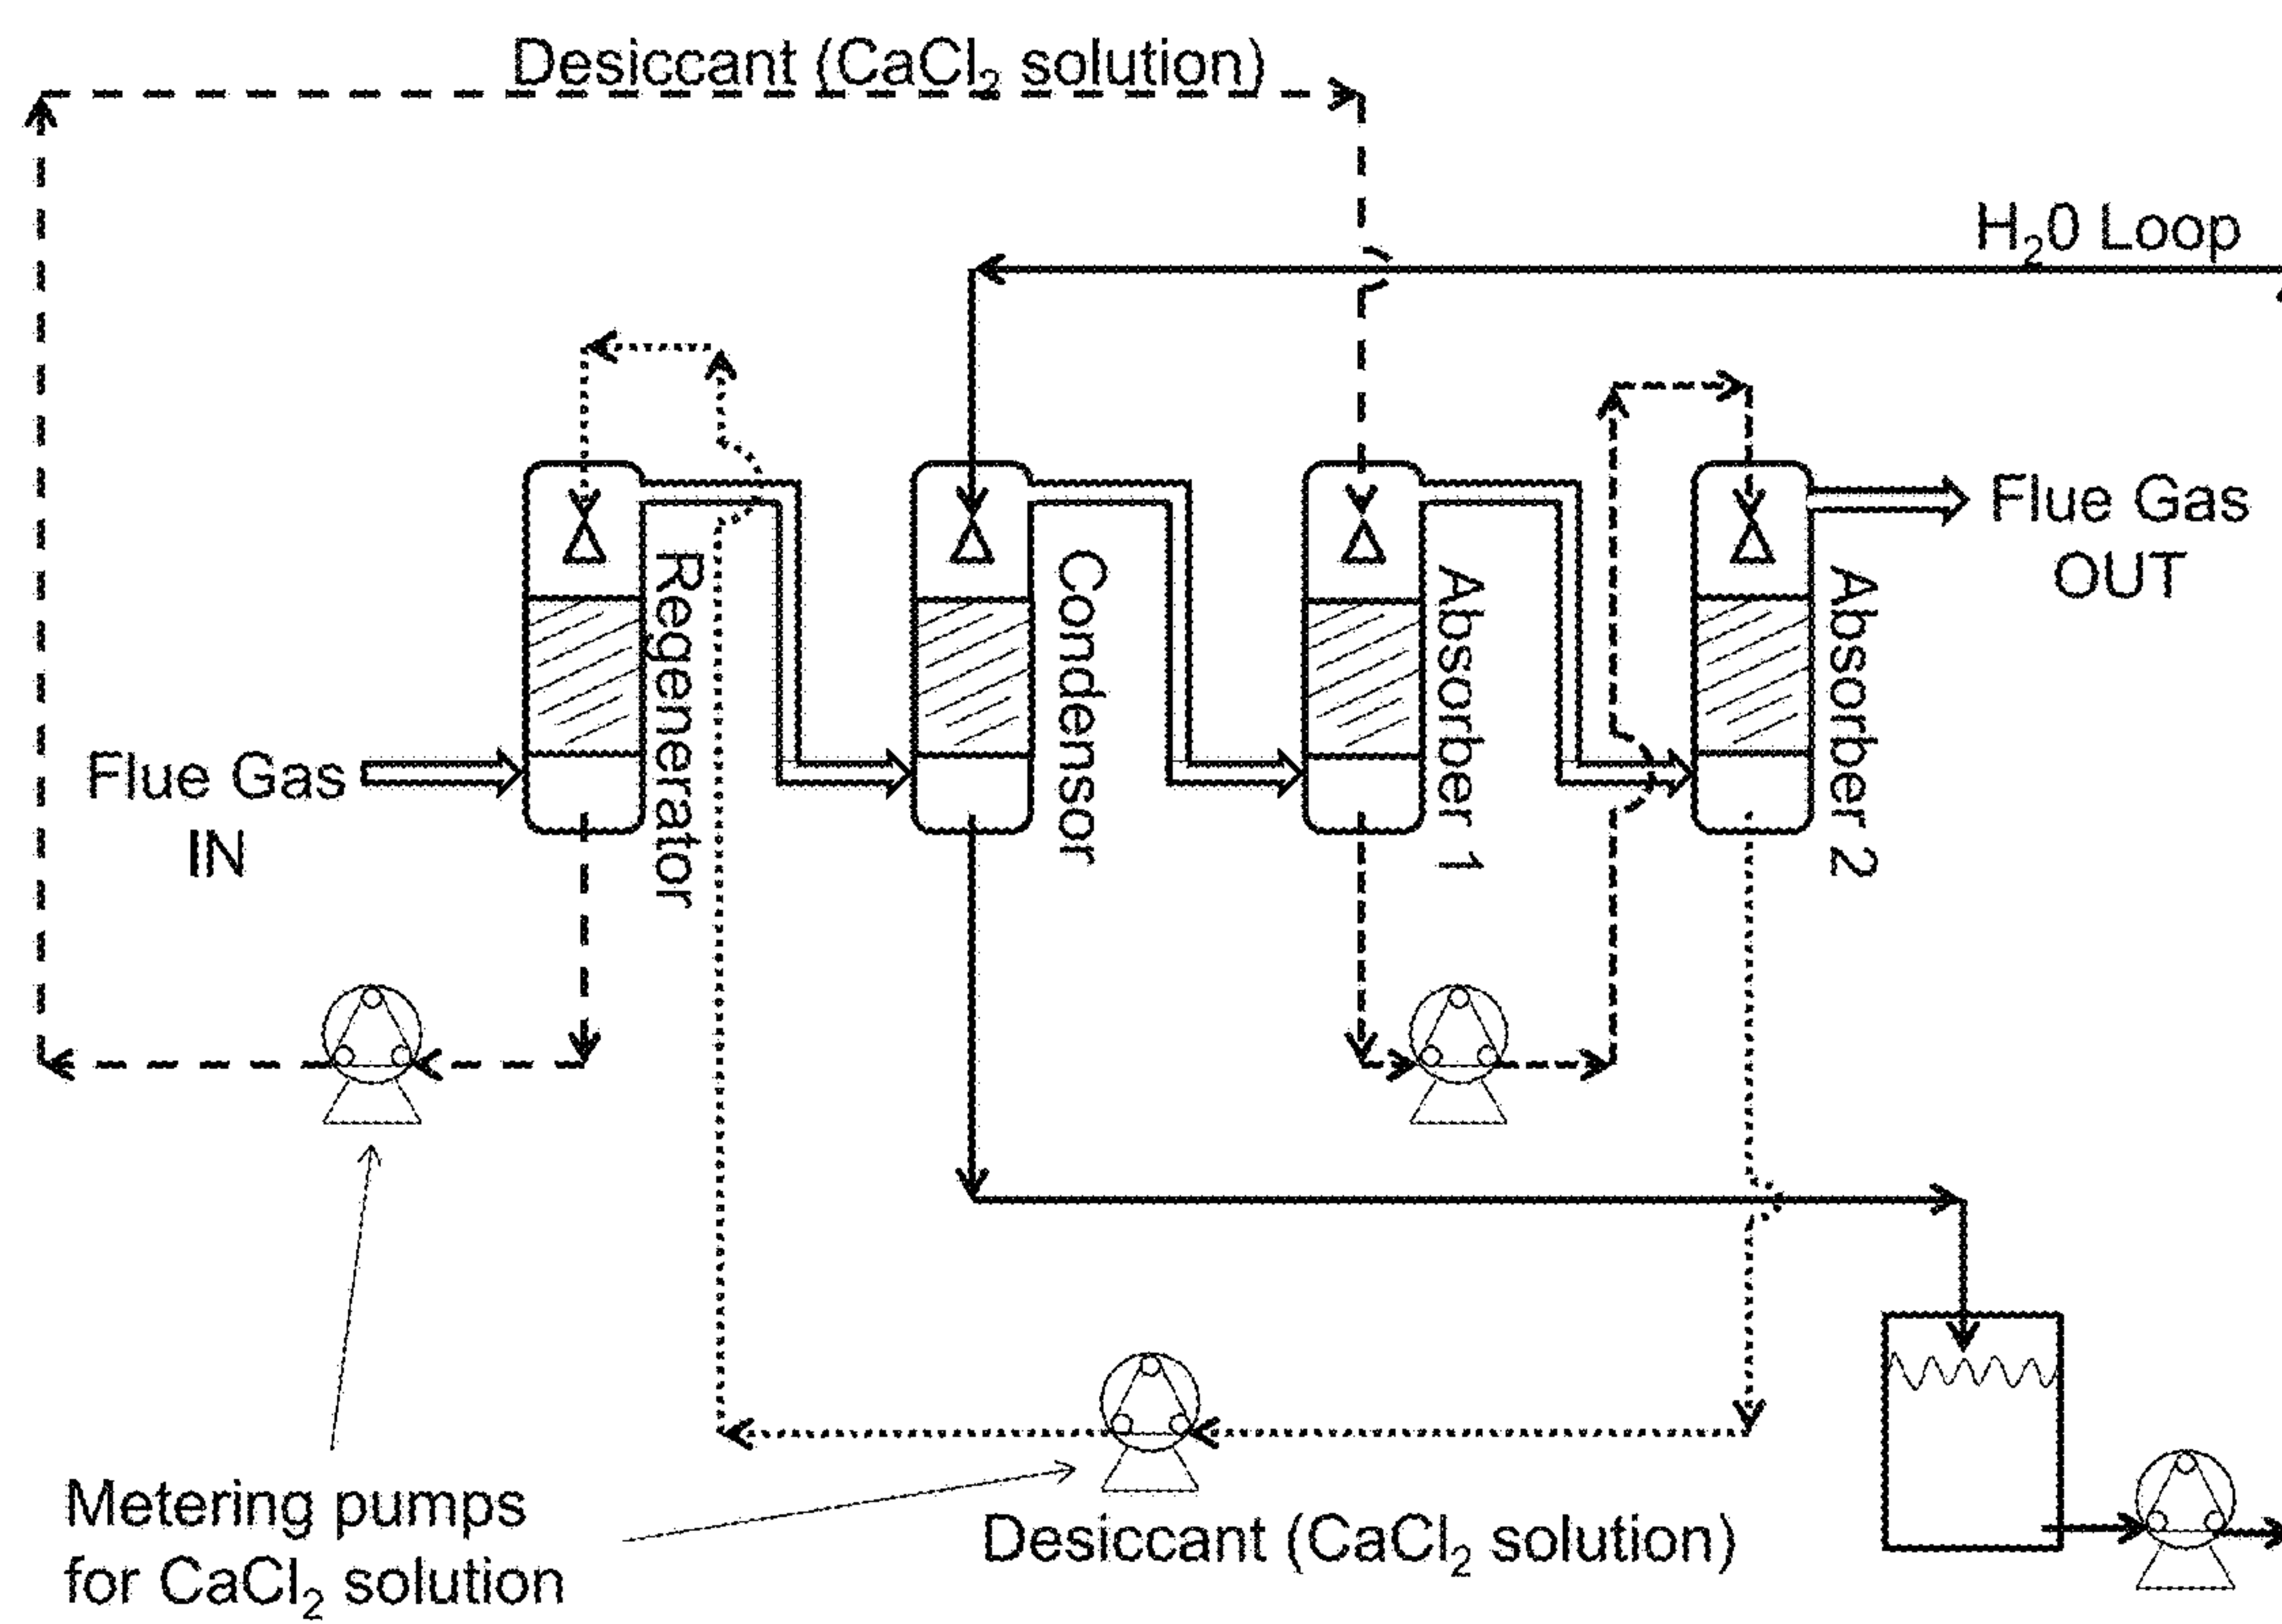 Desiccant (CaCl₂ solution)
H₂0 Loop
Flue Gas
OUT
Regenerator
Condensor
Absorber 1
Absorber 2
Flue Gas
IN
Metering pumps
for CaCl₂ solution
Desiccant (CaCl₂ solution)